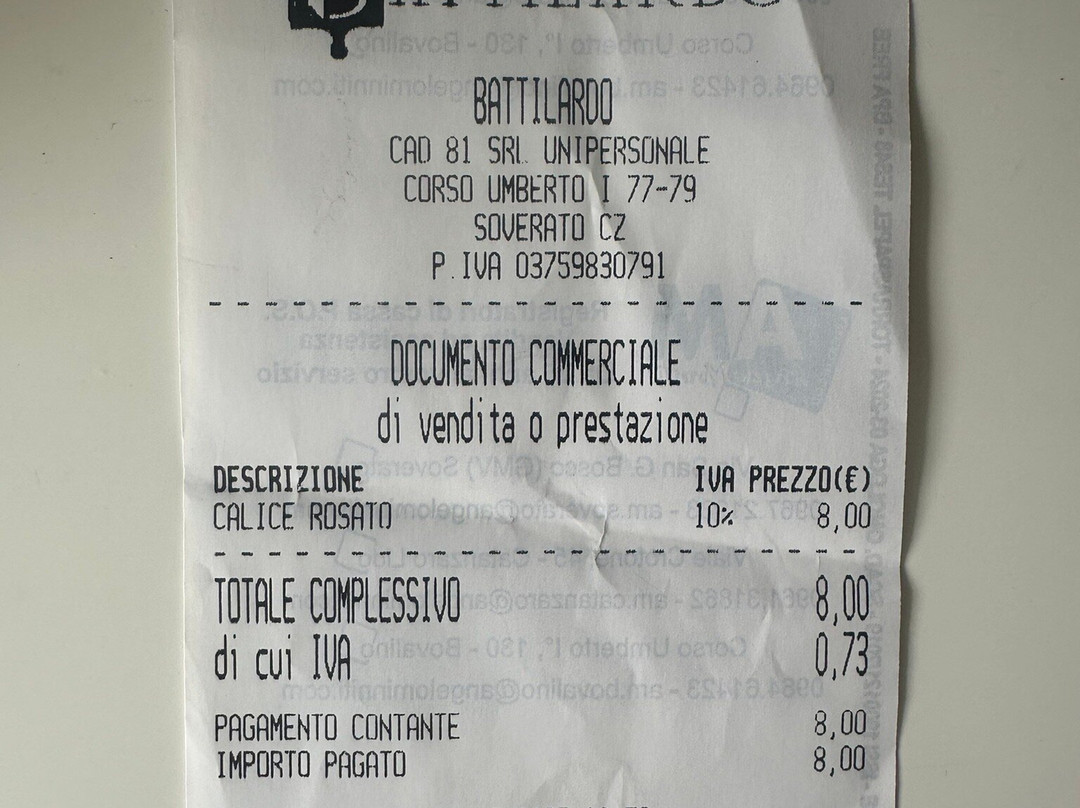 BATTILARDO
BATTILARDO
CAD 81 SRL UNIPERSONALE
CORSO UMBERTO I 77-79
SOVERATO CZ
P.IVA 03759830791
DOCUMENTO COMMERCIALE
di vendita o prestazione
DESCRIZIONE IVA PREZZO(€)
CALICE ROSATO 10% 8,00
TOTALE COMPLESSIVO 8,00
di cui IVA 0,73
PAGAMENTO CONTANTE 8,00
IMPORTO PAGATO 8,00